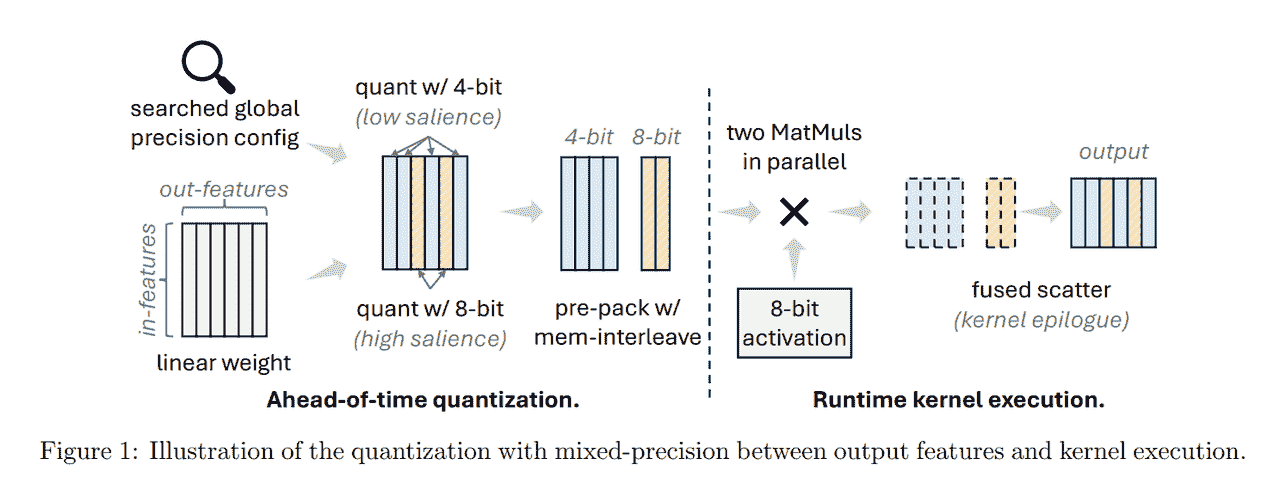 searched global
precision config
out-features
in-features
linear weight
quant w/ 4-bit
(low salience)
quant w/ 8-bit
(high salience)
4-bit 8-bit
pre-pack w/
mem-interleave
Ahead-of-time quantization.
two MatMuls
in parallel
8-bit
activation
output
fused scatter
(kernel epilogue)
Runtime kernel execution.
Figure 1: Illustration of the quantization with mixed-precision between output features and kernel execution.